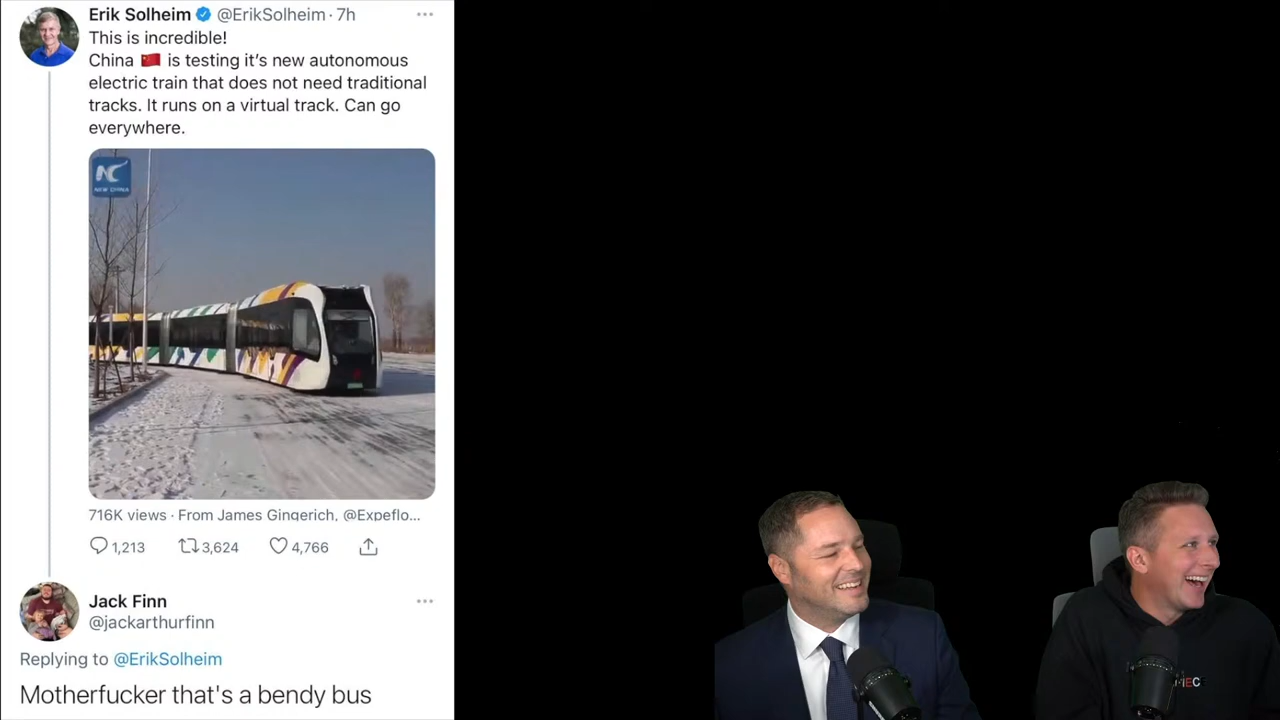 Erik Solheim @ErikSolheim · 7h
This is incredible!
China 🇨🇳 is testing it’s new autonomous
electric train that does not need traditional
tracks. It runs on a virtual track. Can go
everywhere.
NC
NEW CHINA
716K views · From James Gingerich, @Expeflo...
1,213 3,624 4,766
Jack Finn
@jackarthurfinn
Replying to @ErikSolheim
Motherfucker that's a bendy bus